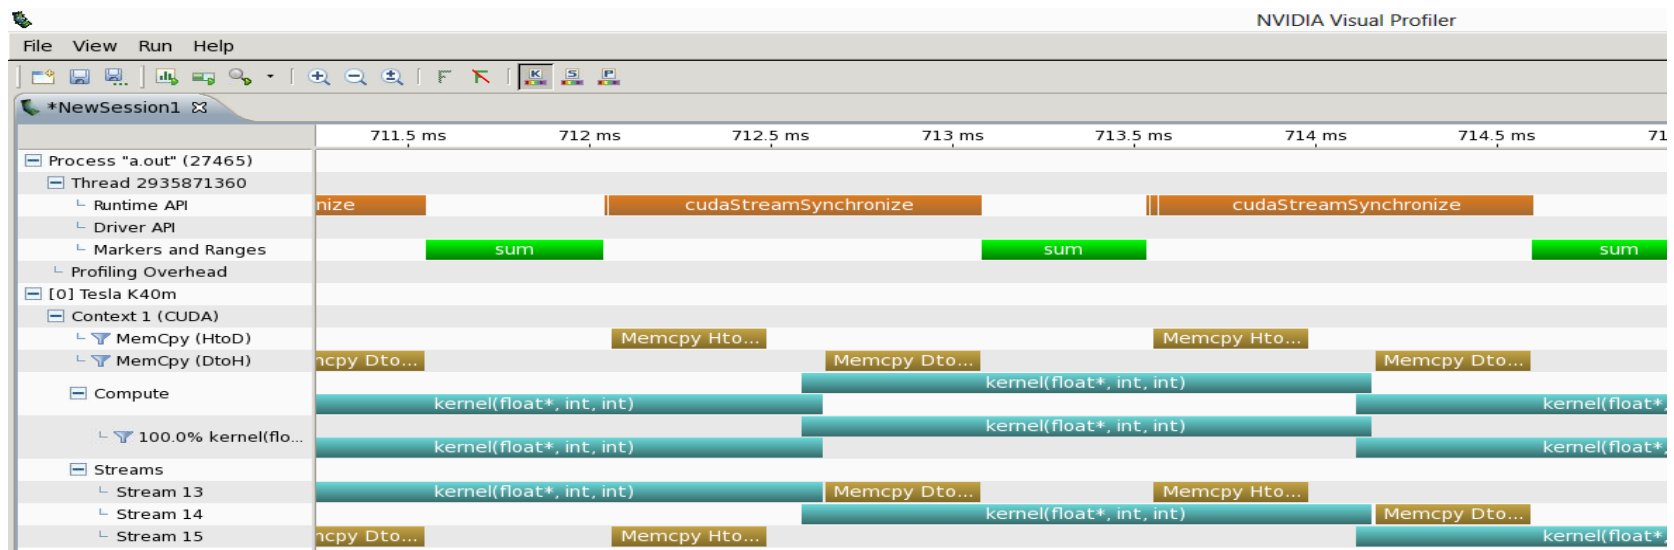 NVIDIA Visual Profiler
File View Run Help
K S P
*NewSession1
711.5 ms 712 ms 712.5 ms 713 ms 713.5 ms 714 ms 714.5 ms 71
Process "a.out" (27465)
Thread 2935871360
Runtime API nize cudaStreamSynchronize cudaStreamSynchronize
Driver API
Markers and Ranges sum sum sum
Profiling Overhead
[0] Tesla K40m
Context 1 (CUDA)
MemCpy (HtoD) Memcpy Hto... Memcpy Hto...
MemCpy (DtoH) ncpy Dto... Memcpy Dto... Memcpy Dto...
kernel(float*, int, int)
Compute
kernel(float*, int, int) kernel(float*,
kernel(float*, int, int)
100.0% kernel(flo...
kernel(float*, int, int) kernel(float*,
Streams
Stream 13 kernel(float*, int, int) Memcpy Dto... Memcpy Hto...
Stream 14 kernel(float*, int, int) Memcpy Dto...
Stream 15 ncpy Dto... Memcpy Hto... kernel(float*,